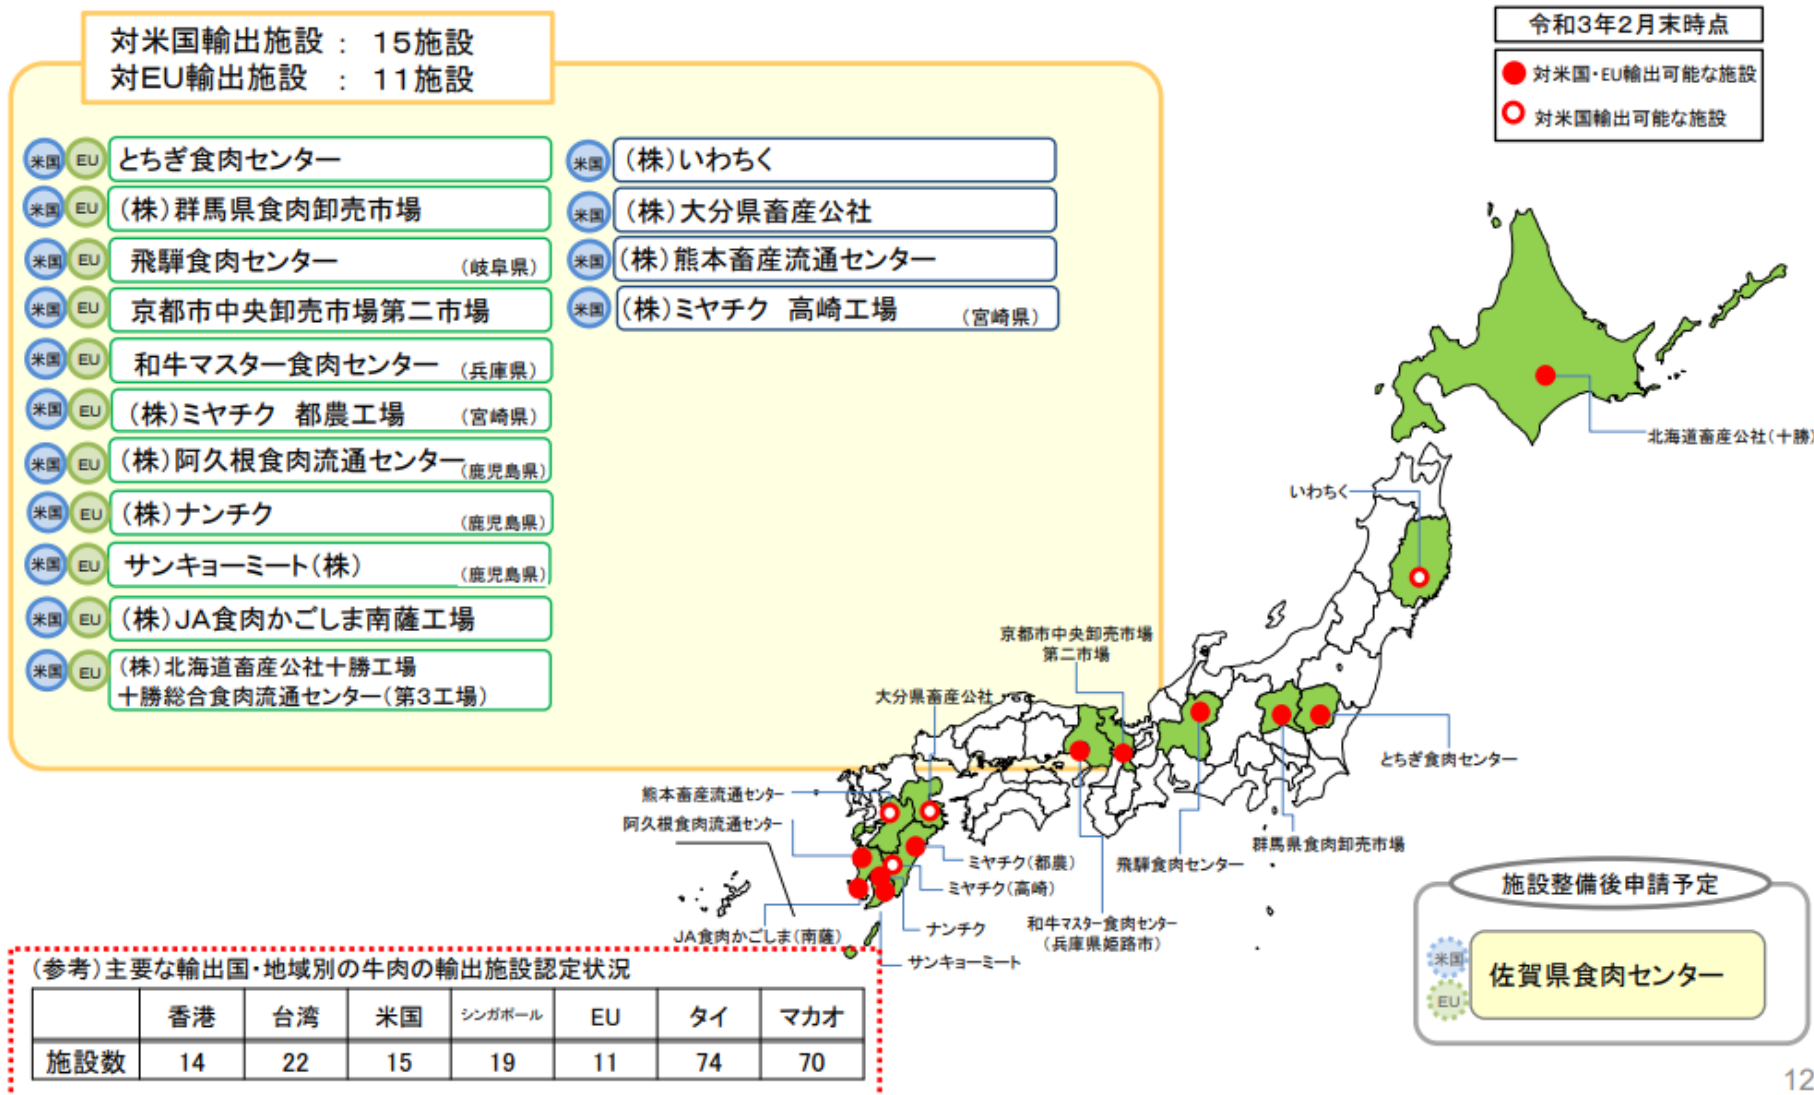 対米国輸出施設 : 15施設
対EU輸出施設 : 11施設
令和3年2月末時点
対米国・EU輸出可能な施設
対米国輸出可能な施設
米国 EU とちぎ食肉センター
米国 EU (株)群馬県食肉卸売市場
米国 EU 飛騨食肉センター (岐阜県)
米国 EU 京都市中央卸売市場第二市場
米国 EU 和牛マスター食肉センター (兵庫県)
米国 EU (株)ミヤチク 都農工場 (宮崎県)
米国 EU (株)阿久根食肉流通センター (鹿児島県)
米国 EU (株)ナンチク (鹿児島県)
米国 EU サンキョーミート(株) (鹿児島県)
米国 EU (株)JA食肉かごしま南薩工場
米国 EU (株)北海道畜産公社十勝工場
十勝総合食肉流通センター(第3工場)
米国 (株)いわちく
米国 (株)大分県畜産公社
米国 (株)熊本畜産流通センター
米国 (株)ミヤチク 高崎工場 (宮崎県)
北海道畜産公社(十勝)
いわちく
京都市中央卸売市場
第二市場
大分県畜産公社
とちぎ食肉センター
熊本畜産流通センター
阿久根食肉流通センター
群馬県食肉卸売市場
ミヤチク(都農)
飛騨食肉センター
ミヤチク(高崎)
和牛マスター食肉センター
(兵庫県姫路市)
ナンチク
JA食肉かごしま(南薩)
サンキョーミート
施設整備後申請予定
米国
EU
佐賀県食肉センター
(参考)主要な輸出国・地域別の牛肉の輸出施設認定状況
香港 台湾 米国 シンガポール EU タイ マカオ
施設数 14 22 15 19 11 74 70
12